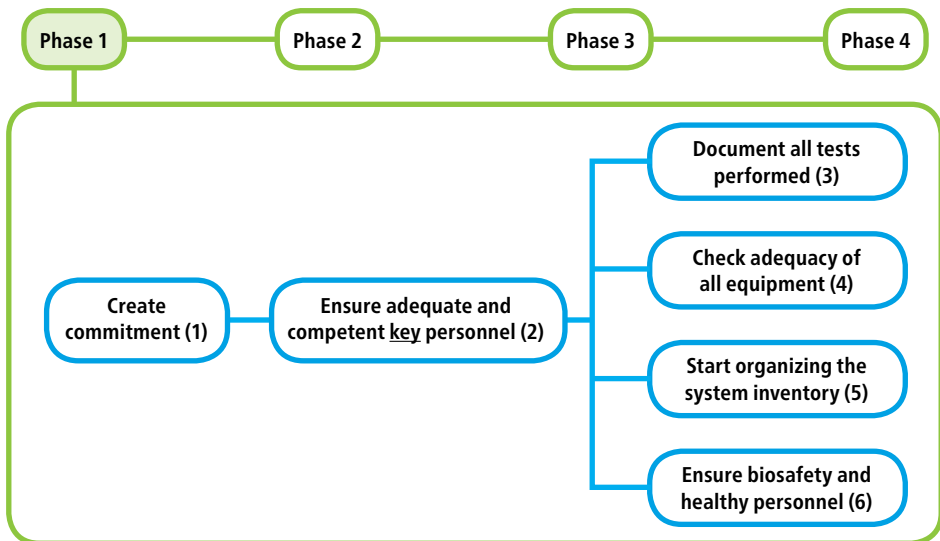 Phase 1
Phase 2
Phase 3
Phase 4
Document all tests
performed (3)
Check adequacy of
all equipment (4)
Create
commitment (1)
Ensure adequate and
competent key personnel (2)
Start organizing the
system inventory (5)
Ensure biosafety and
healthy personnel (6)